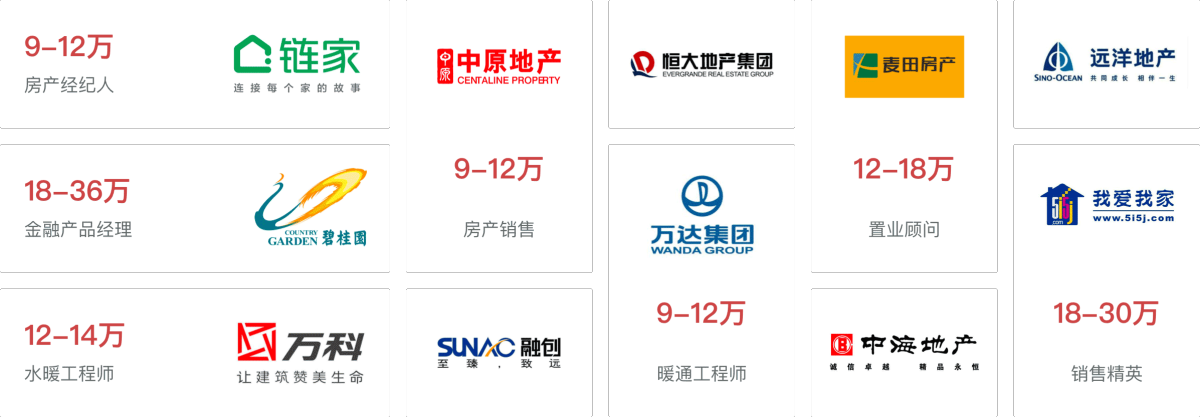 9-12万
房产经纪人
链家
连接每个家的故事
18-36万
金融产品经理
COUNTRY
GARDEN 碧桂园
12-14万
水暖工程师
万科
让建筑赞美生命
中原
中原地产
CENTALINE PROPERTY
9-12万
房产销售
SUNAC 融创
至臻,致远
恒大地产集团
EVERGRANDE REAL ESTATE GROUP
万达集团
WANDA GROUP
9-12万
暖通工程师
麦田房产
12-18万
置业顾问
中海地产
诚信卓越 精品永恒
远洋地产
SINO-OCEAN
共同成长 相伴一生
5i5j
.com
我爱我家
www.5i5j.com
18-30万
销售精英